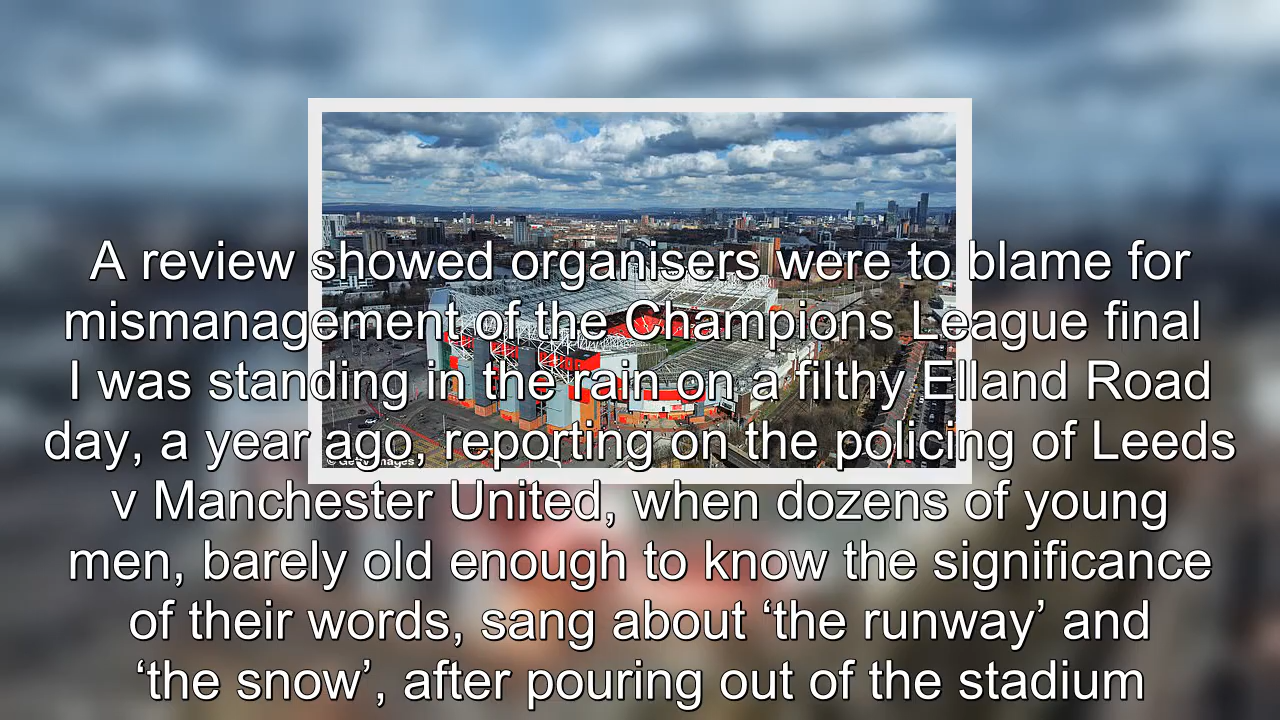 A review showed organisers were to blame for
mismanagement of the Champions League final
I was standing in the rain on a filthy Elland Road
day, a year ago, reporting on the policing of Leeds
© Getty Images
v Manchester United, when dozens of young
men, barely old enough to know the significance
of their words, sang about ‘the runway’ and
‘the snow’, after pouring out of the stadium